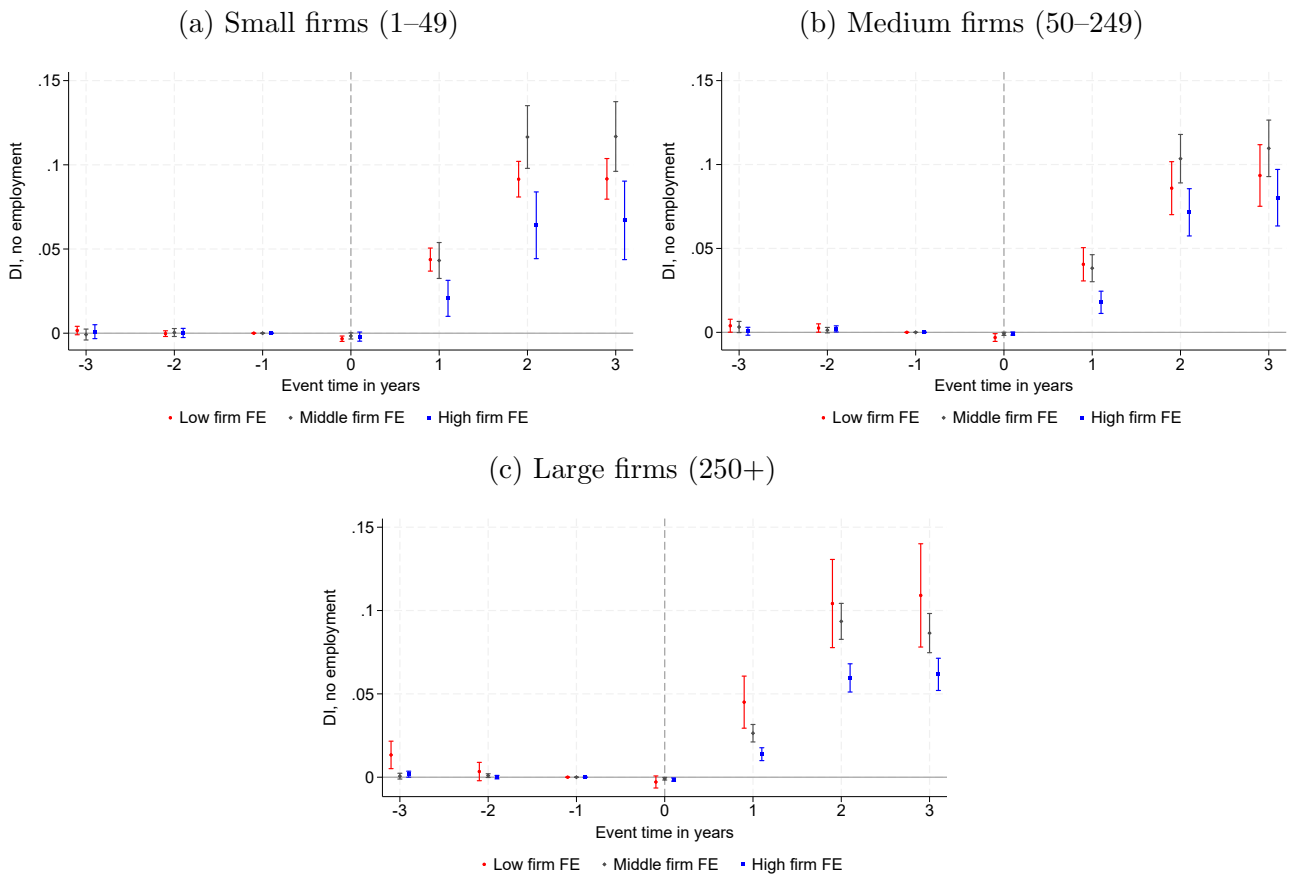 (a) Small firms (1–49)
DI, no employment
.15
.1
.05
0
-3 -2 -1 0 1 2 3
Event time in years
Low firm FE Middle firm FE High firm FE
(b) Medium firms (50–249)
DI, no employment
.15
.1
.05
0
-3 -2 -1 0 1 2 3
Event time in years
Low firm FE Middle firm FE High firm FE
(c) Large firms (250+)
DI, no employment
.15
.1
.05
0
-3 -2 -1 0 1 2 3
Event time in years
Low firm FE Middle firm FE High firm FE